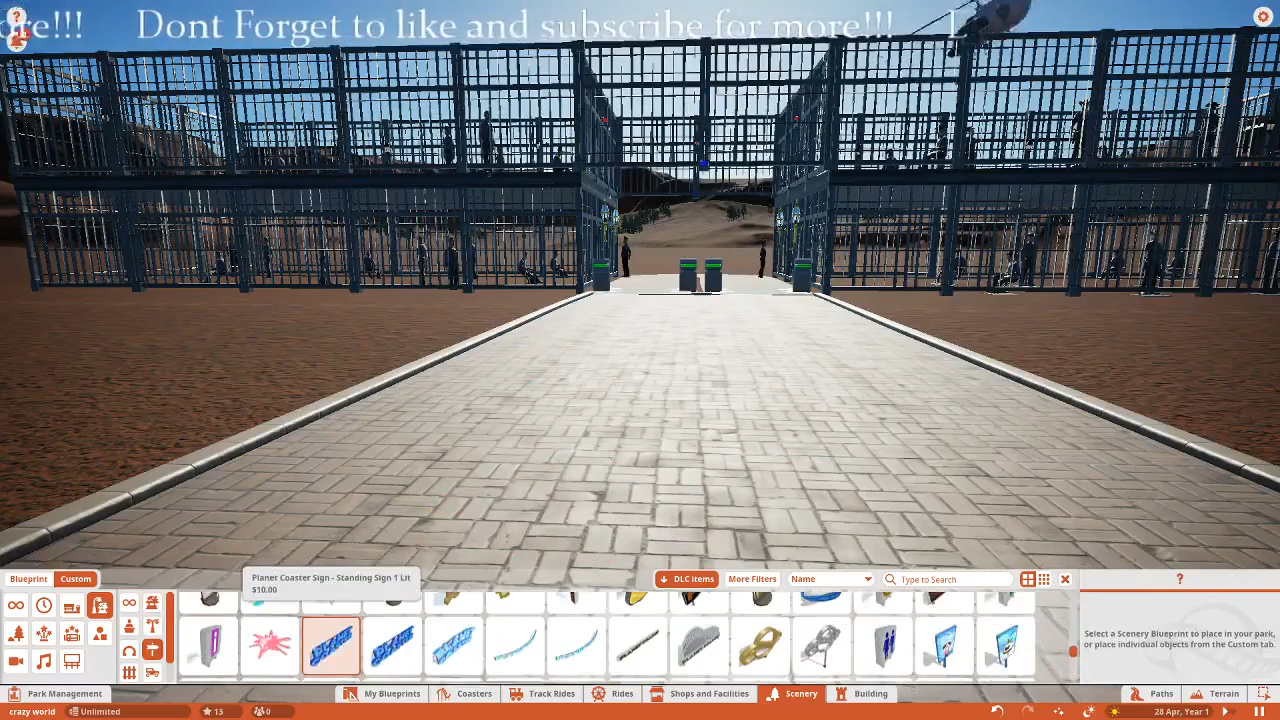 ore!!! Dont Forget to like and subscribe for more!!! L
Blueprint Custom
Planet Coaster Sign - Standing Sign 1 Lit
$10.00
DLC items More Filters Name Type to Search
Select a Scenery Blueprint to place in your park,
or place individual objects from the Custom tab.
Park Management My Blueprints Coasters Track Rides Rides Shops and Facilities Scenery Building Paths Terrain
crazy world Unlimited 13 0 28 Apr, Year 1